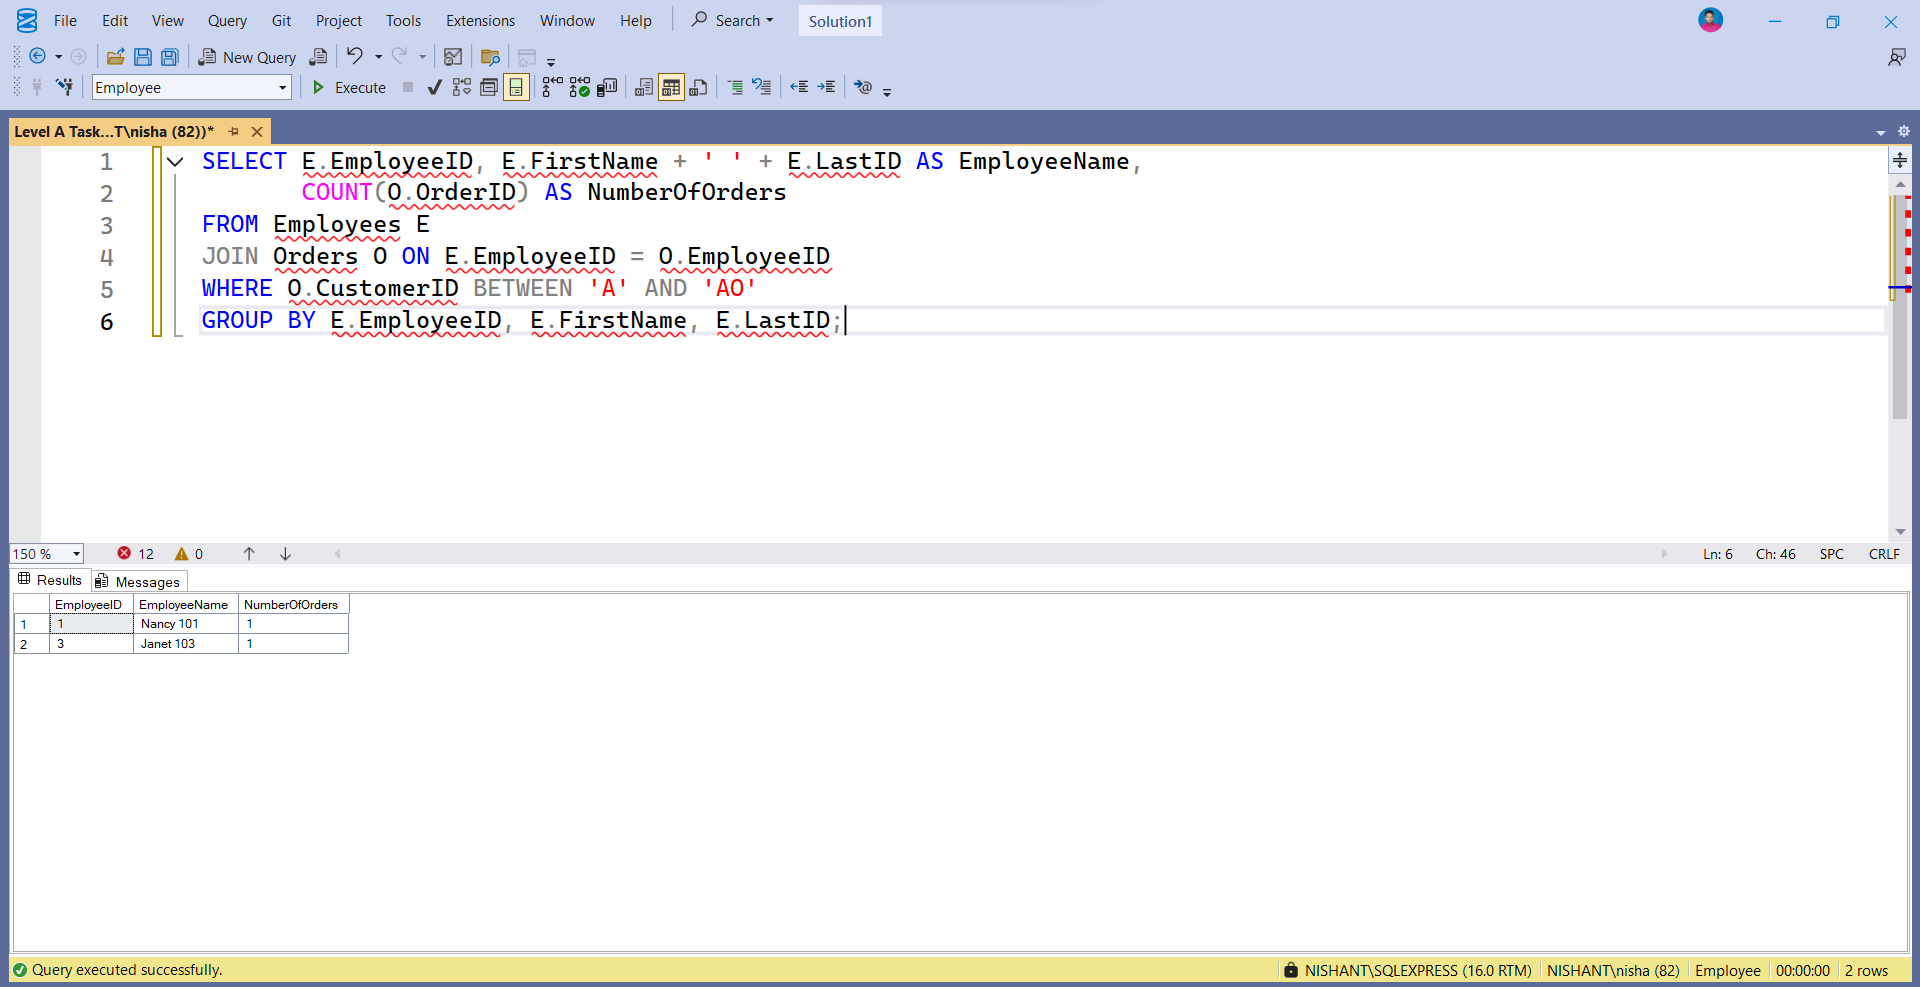 File Edit View Query Git Project Tools Extensions Window Help Search Solution1
New Query
Employee Execute
Level A Task...T\nisha (82))*
1 SELECT E.EmployeeID, E.FirstName + ' ' + E.LastID AS EmployeeName,
2 COUNT(O.OrderID) AS NumberOfOrders
3 FROM Employees E
4 JOIN Orders O ON E.EmployeeID = O.EmployeeID
5 WHERE O.CustomerID BETWEEN 'A' AND 'AO'
6 GROUP BY E.EmployeeID, E.FirstName, E.LastID;
150 % 12 0 Ln: 6 Ch: 46 SPC CRLF
Results Messages
EmployeeID EmployeeName NumberOfOrders
1 1 Nancy 101 1
2 3 Janet 103 1
Query executed successfully. NISHANT\SQLEXPRESS (16.0 RTM) NISHANT\nisha (82) Employee 00:00:00 2 rows